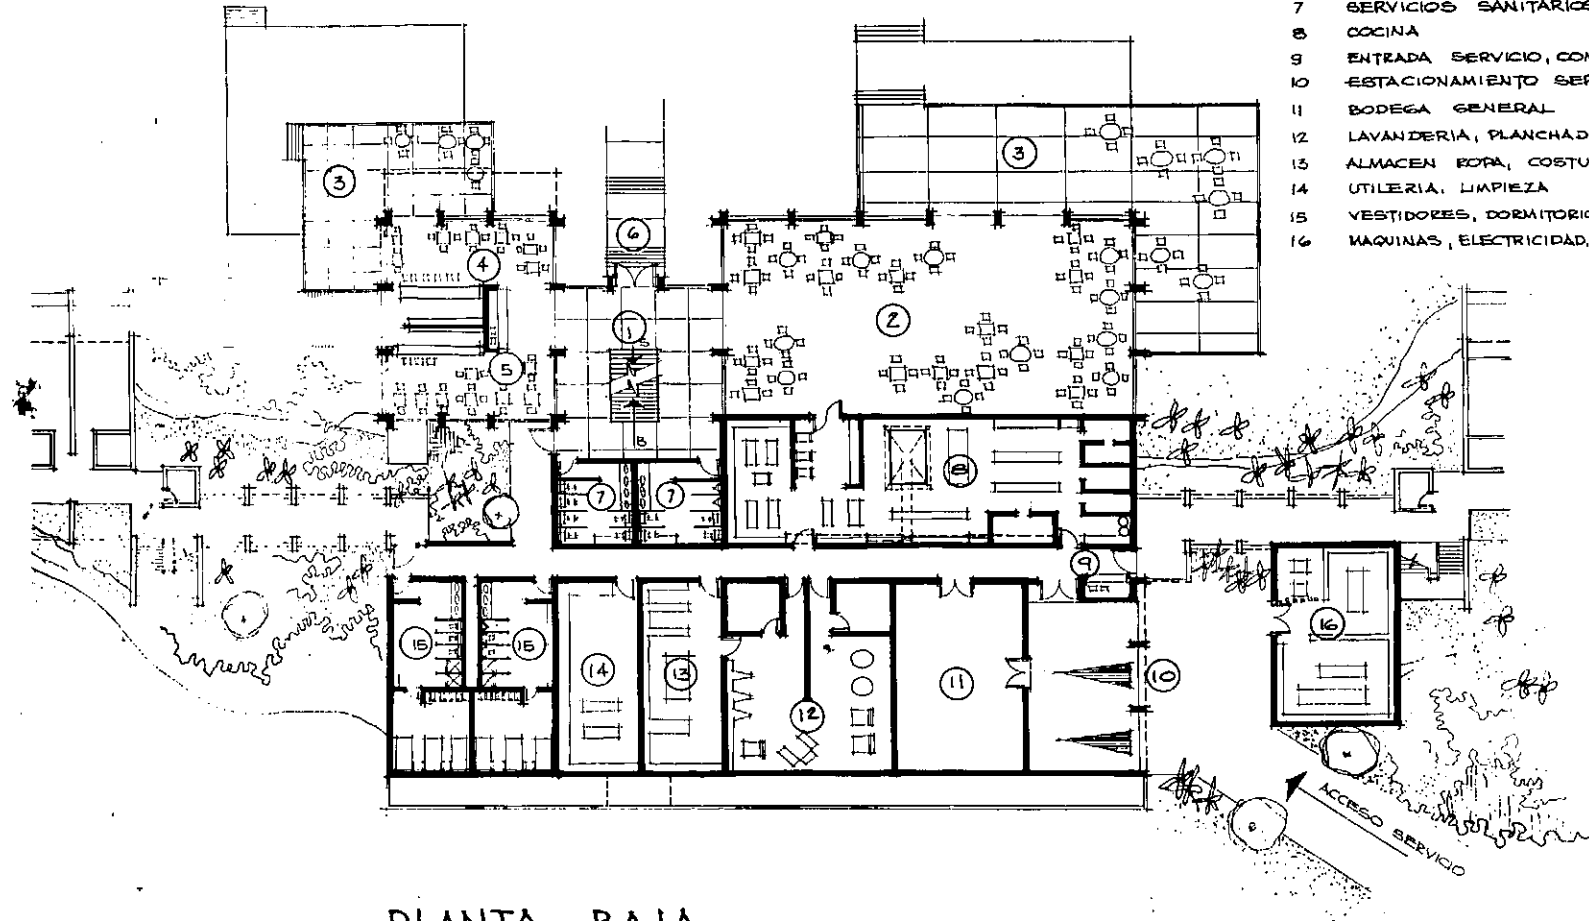 7 SERVICIOS SANITARIOS
8 COCINA
9 ENTRADA SERVICIO, CON
10 ESTACIONAMIENTO SER
11 BODEGA GENERAL
12 LAVANDERIA, PLANCHAD
13 ALMACEN ROPA, COSTU
14 UTILERIA, LIMPIEZA
15 VESTIDORES, DORMITORIO
16 MAQUINAS, ELECTRICIDAD,
3
3
6
4
1
S
2
5
B
8
7
7
9
15
15
14
13
12
11
10
16
ACCESO SERVICIO
PLANTA BAJA